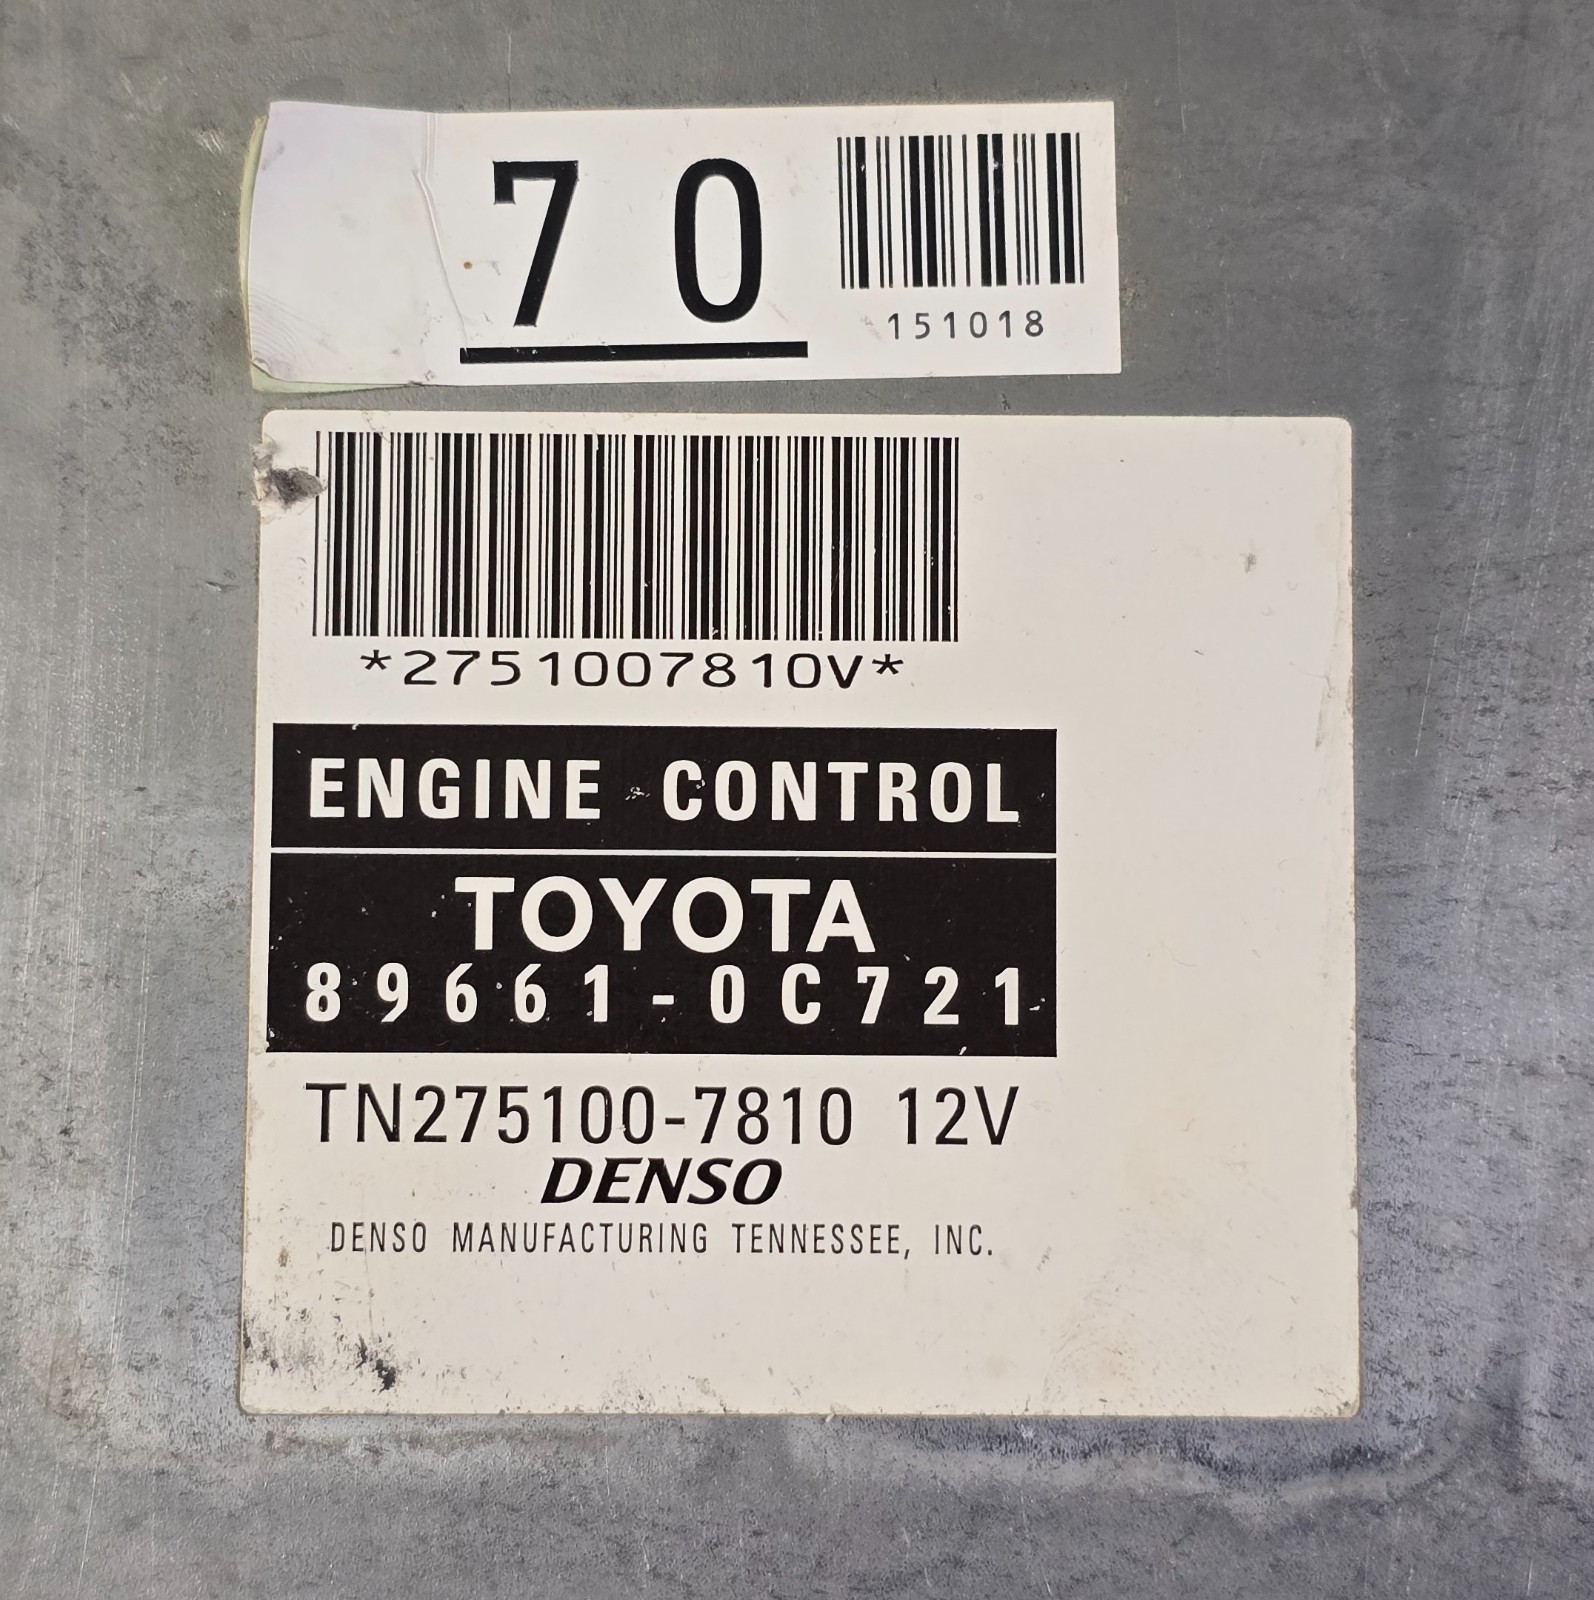 70
151018
*2751007810V*
ENGINE CONTROL
TOYOTA
89661-0C721
TN275100-7810 12V
DENSO
DENSO MANUFACTURING TENNESSEE, INC.